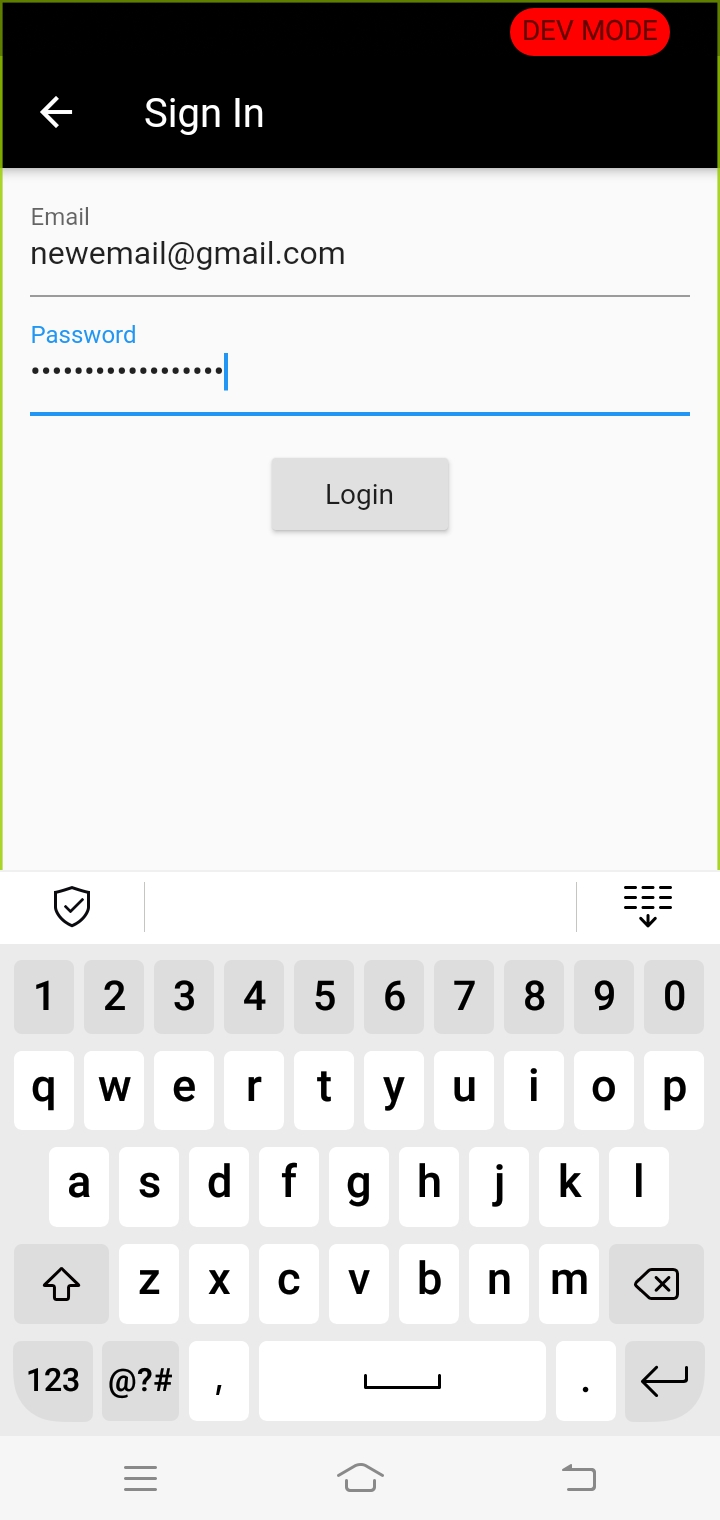 DEV MODE
Sign In
Email
newemail@gmail.com
Password
••••••••••••••••••
Login
1 2 3 4 5 6 7 8 9 0
q w e r t y u i o p
a s d f g h j k l
z x c v b n m
123 @?# , .